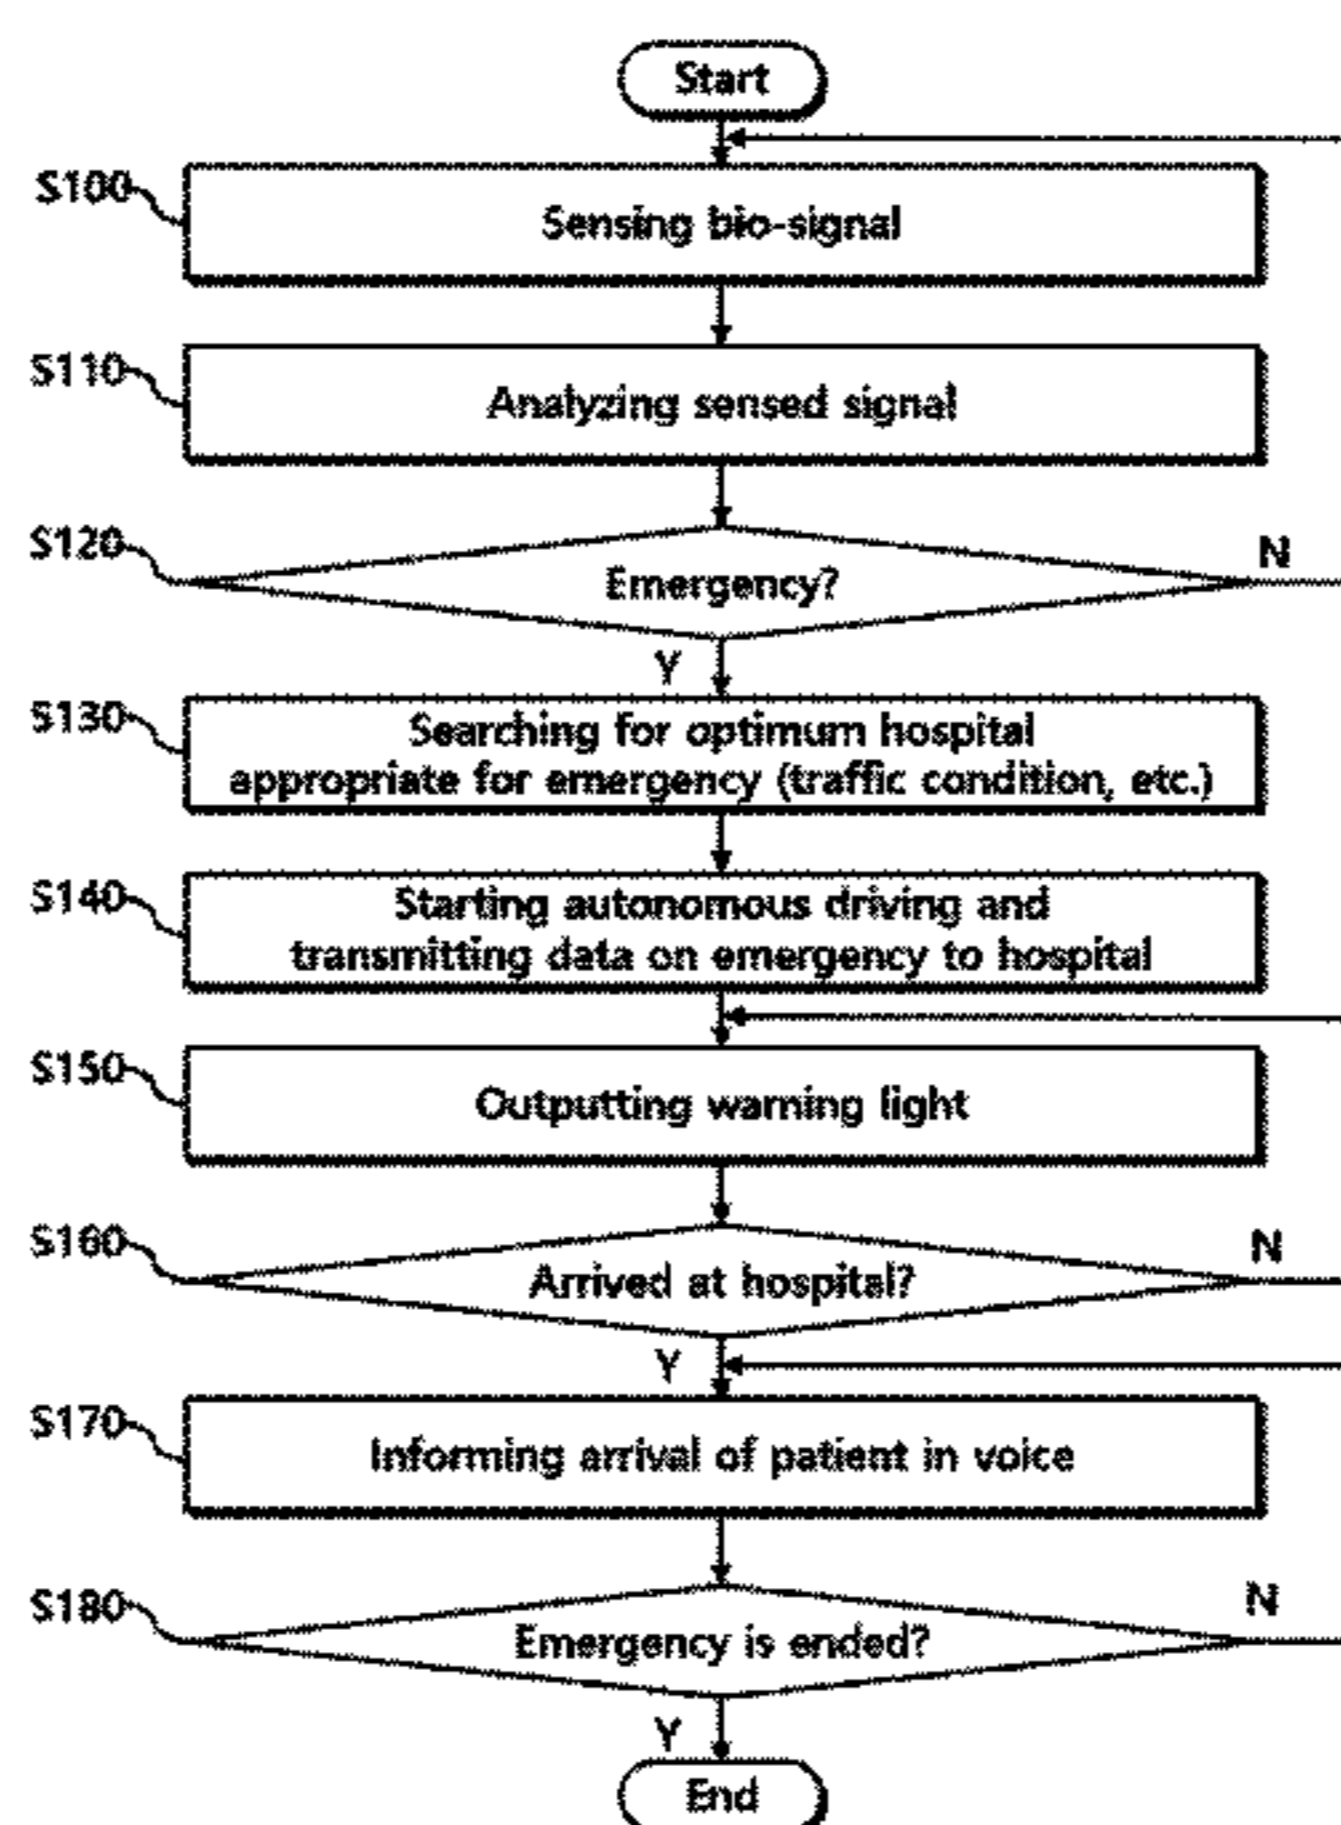 Start
S100
Sensing bio-signal
S110
Analyzing sensed signal
S120
Emergency?
N
Y
S130
Searching for optimum hospital
appropriate for emergency (traffic condition, etc.)
S140
Starting autonomous driving and
transmitting data on emergency to hospital
S150
Outputting warning light
S160
Arrived at hospital?
N
Y
S170
Informing arrival of patient in voice
S180
Emergency is ended?
N
Y
End